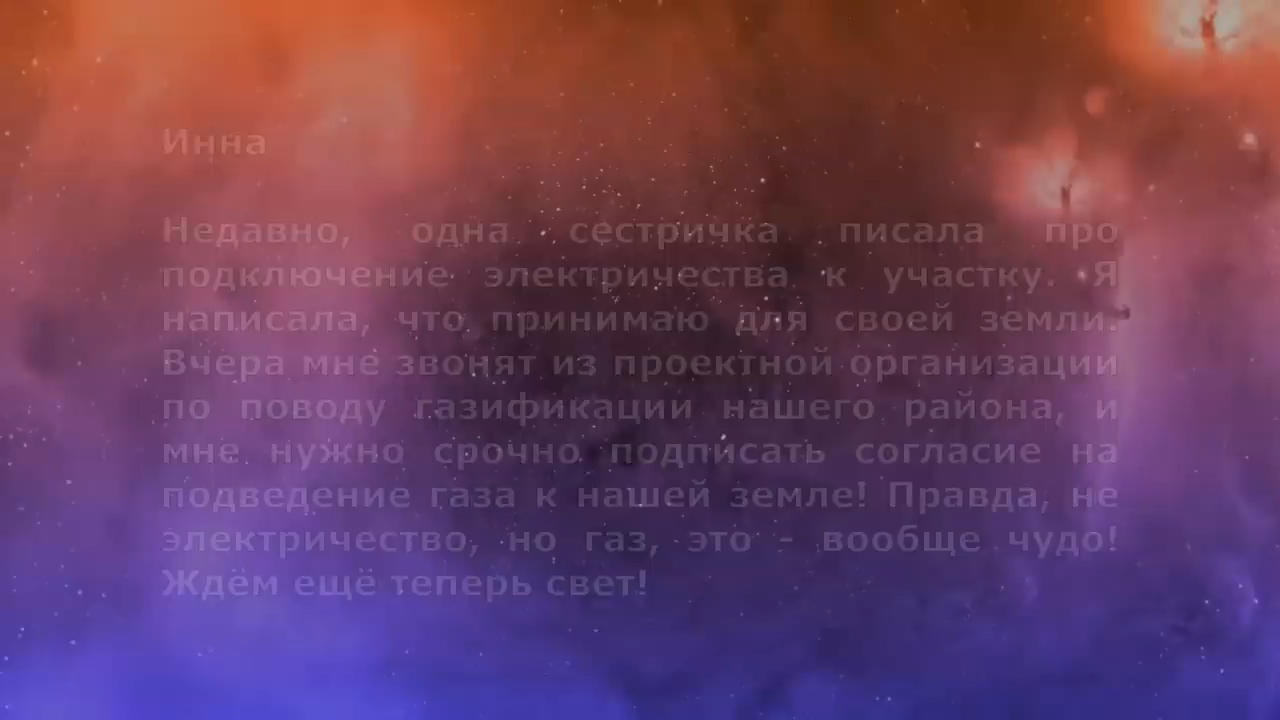 Инна
Недавно, одна сестричка писала про
подключение электричества к участку. Я
написала, что принимаю для своей земли.
Вчера мне звонят из проектной организации
по поводу газификации нашего района, и
мне нужно срочно подписать согласие на
подведение газа к нашей земле! Правда, не
электричество, но газ, это - вообще чудо!
Ждём ещё теперь свет!